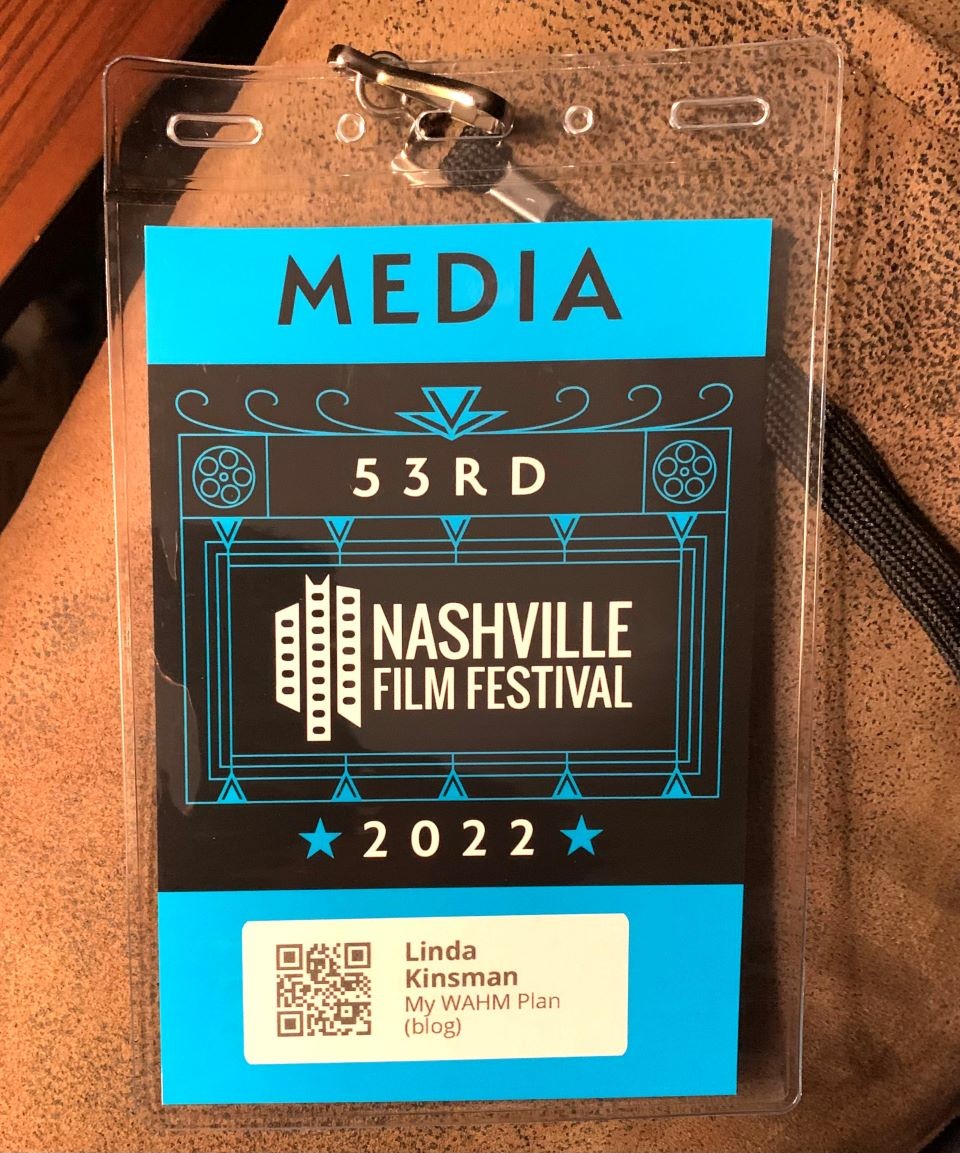 MEDIA
53RD
NASHVILLE
FILM FESTIVAL
2022
Linda
Kinsman
My WAHM Plan
(blog)